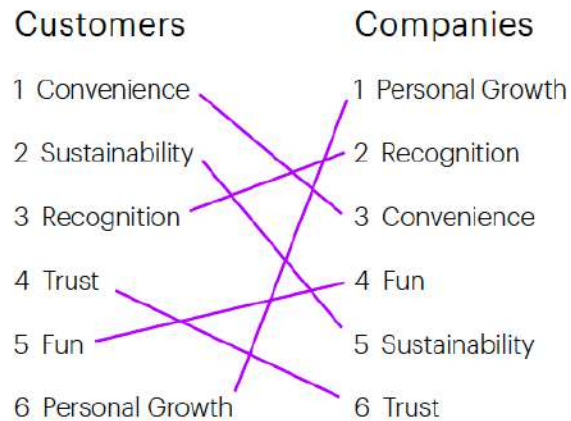 Customers
1 Convenience
2 Sustainability
3 Recognition
4 Trust
5 Fun
6 Personal Growth
Companies
1 Personal Growth
2 Recognition
3 Convenience
4 Fun
5 Sustainability
6 Trust